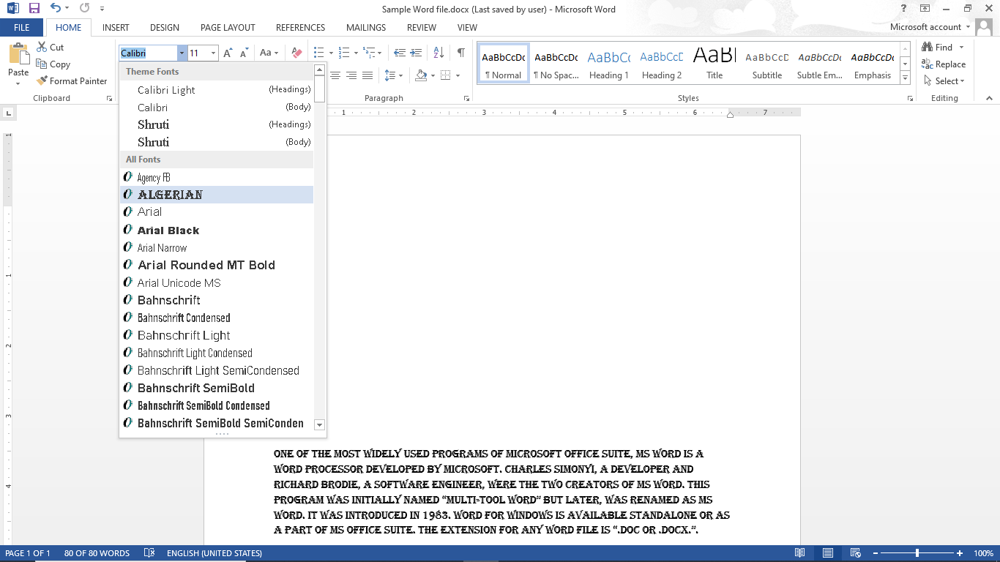 Sample Word file.docx (Last saved by user) - Microsoft Word
?
FILE HOME INSERT DESIGN PAGE LAYOUT REFERENCES MAILINGS REVIEW VIEW Microsoft account
Paste
Cut
Copy
Format Painter
Clipboard
Calibri 11 Aa
Paragraph
AaBbCcDc AaBbCcDc AaBbCc AaBbCcD AaBl AaBbCcD AaBbCcDc AaBbCcDc
¶ Normal ¶ No Spac... Heading 1 Heading 2 Title Subtitle Subtle Em... Emphasis
Styles
Find
Replace
Select
Editing
Theme Fonts
Calibri Light (Headings)
Calibri (Body)
Shruti (Headings)
Shruti (Body)
All Fonts
Agency FB
ALGERIAN
Arial
Arial Black
Arial Narrow
Arial Rounded MT Bold
Arial Unicode MS
Bahnschrift
Bahnschrift Condensed
Bahnschrift Light
Bahnschrift Light Condensed
Bahnschrift Light SemiCondensed
Bahnschrift SemiBold
Bahnschrift SemiBold Condensed
Bahnschrift SemiBold SemiConden
1 2 3 4 5 6 7
1
1
2
3
4
ONE OF THE MOST WIDELY USED PROGRAMS OF MICROSOFT OFFICE SUITE, MS WORD IS A
WORD PROCESSOR DEVELOPED BY MICROSOFT. CHARLES SIMONYI, A DEVELOPER AND
RICHARD BRODIE, A SOFTWARE ENGINEER, WERE THE TWO CREATORS OF MS WORD. THIS
PROGRAM WAS INITIALLY NAMED “MULTI-TOOL WORD” BUT LATER, WAS RENAMED AS MS
WORD. IT WAS INTRODUCED IN 1983. WORD FOR WINDOWS IS AVAILABLE STANDALONE OR AS
A PART OF MS OFFICE SUITE. THE EXTENSION FOR ANY WORD FILE IS “.DOC OR .DOCX.”.
PAGE 1 OF 1 80 OF 80 WORDS ENGLISH (UNITED STATES) 100%